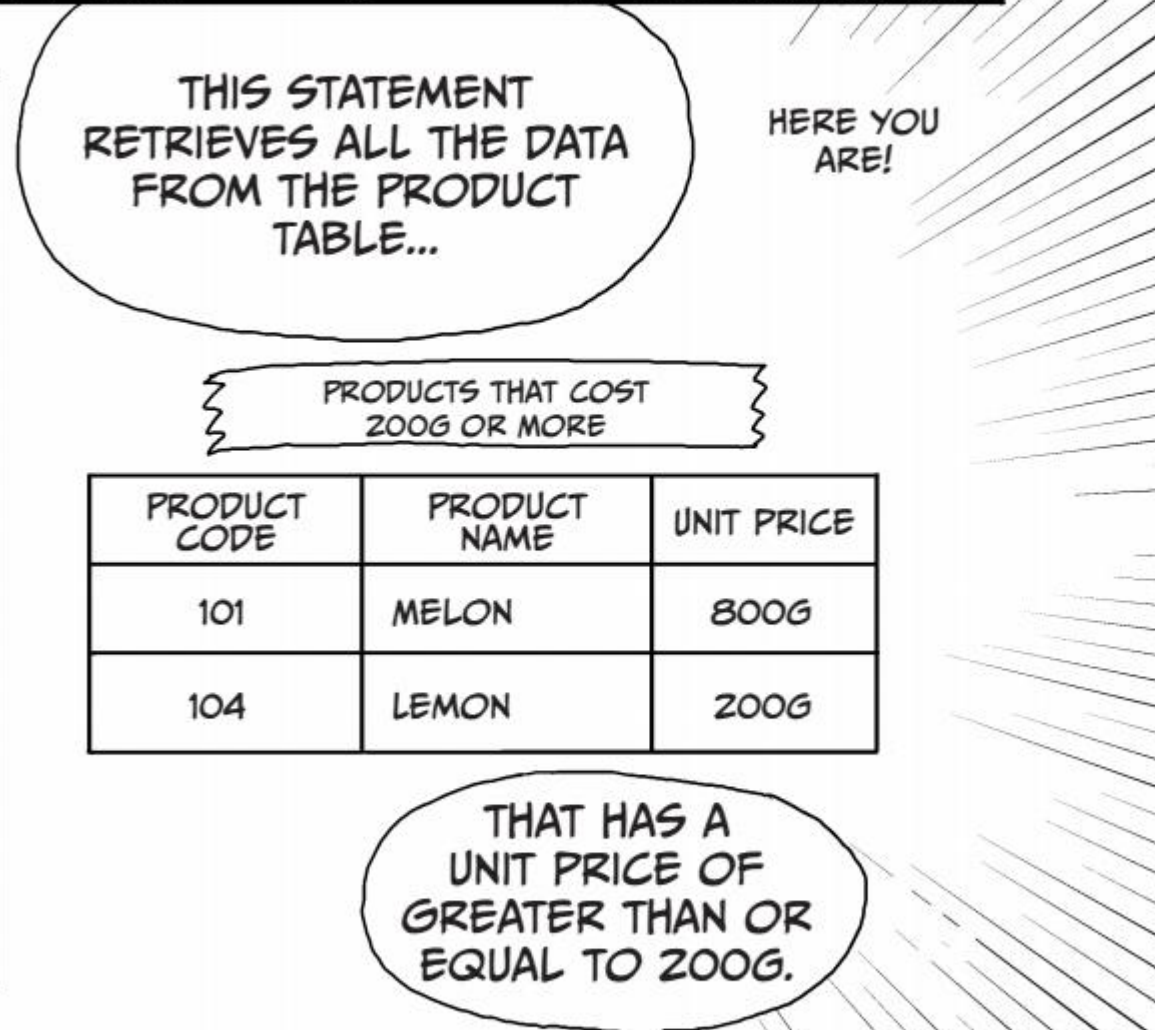 THIS STATEMENT
RETRIEVES ALL THE DATA
FROM THE PRODUCT
TABLE...
HERE YOU
ARE!
PRODUCTS THAT COST
200G OR MORE
PRODUCT CODE PRODUCT NAME UNIT PRICE
101 MELON 800G
104 LEMON 200G
THAT HAS A
UNIT PRICE OF
GREATER THAN OR
EQUAL TO 200G.